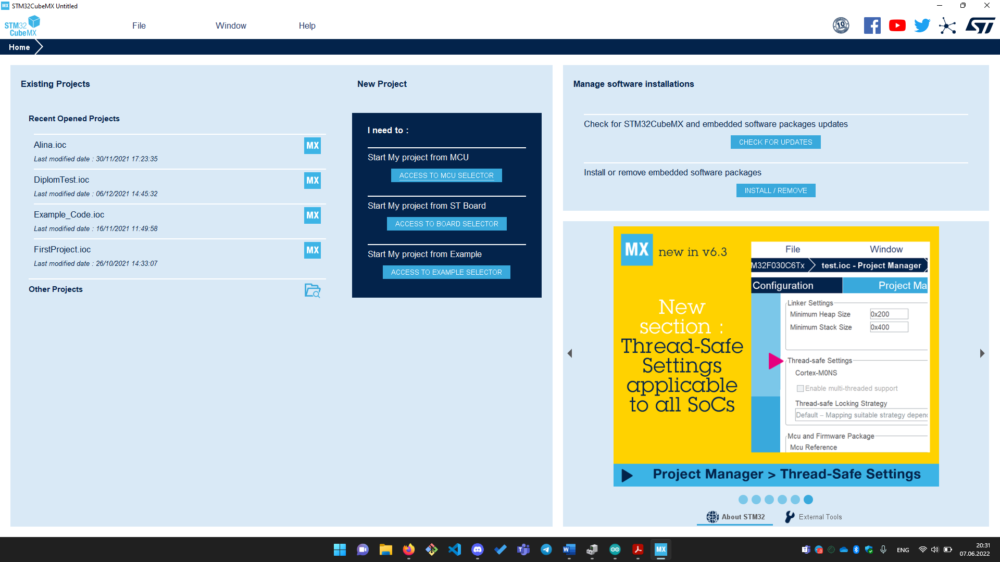 MX STM32CubeMX Untitled
STM32
CubeMX
File
Window
Help
10
Home
Existing Projects
Recent Opened Projects
Alina.ioc
Last modified date : 30/11/2021 17:23:35
MX
DiplomTest.ioc
Last modified date : 06/12/2021 14:45:32
MX
Example_Code.ioc
Last modified date : 16/11/2021 11:49:58
MX
FirstProject.ioc
Last modified date : 26/10/2021 14:33:07
MX
Other Projects
New Project
I need to :
Start My project from MCU
ACCESS TO MCU SELECTOR
Start My project from ST Board
ACCESS TO BOARD SELECTOR
Start My project from Example
ACCESS TO EXAMPLE SELECTOR
Manage software installations
Check for STM32CubeMX and embedded software packages updates
CHECK FOR UPDATES
Install or remove embedded software packages
INSTALL / REMOVE
MX new in v6.3
New
section :
Thread-Safe
Settings
applicable
to all SoCs
File
Window
M32F030C6Tx
test.ioc - Project Manager
Configuration
Project Ma
Linker Settings
Minimum Heap Size 0x200
Minimum Stack Size 0x400
Thread-safe Settings
Cortex-M0NS
Enable multi-threaded support
Thread-safe Locking Strategy
Default – Mapping suitable strategy depen
Mcu and Firmware Package
Mcu Reference
Project Manager > Thread-Safe Settings
About STM32
External Tools
MX
ENG
20:31
07.06.2022